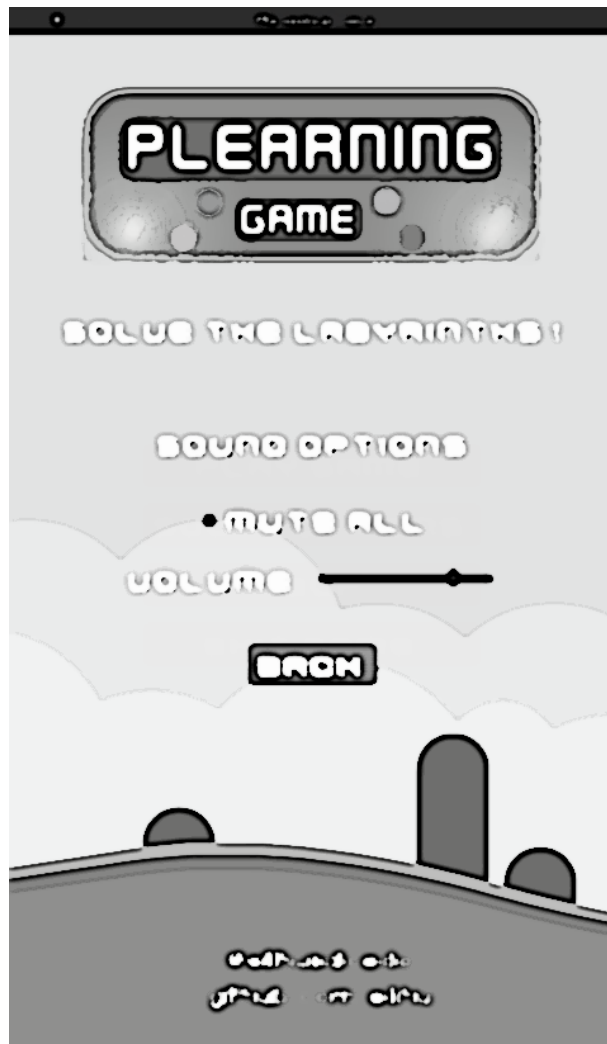 PLEARNING
GAME
SOLVE THE LABYRINTHS!
SOUND OPTIONS
MUTE ALL
VOLUME
BACK